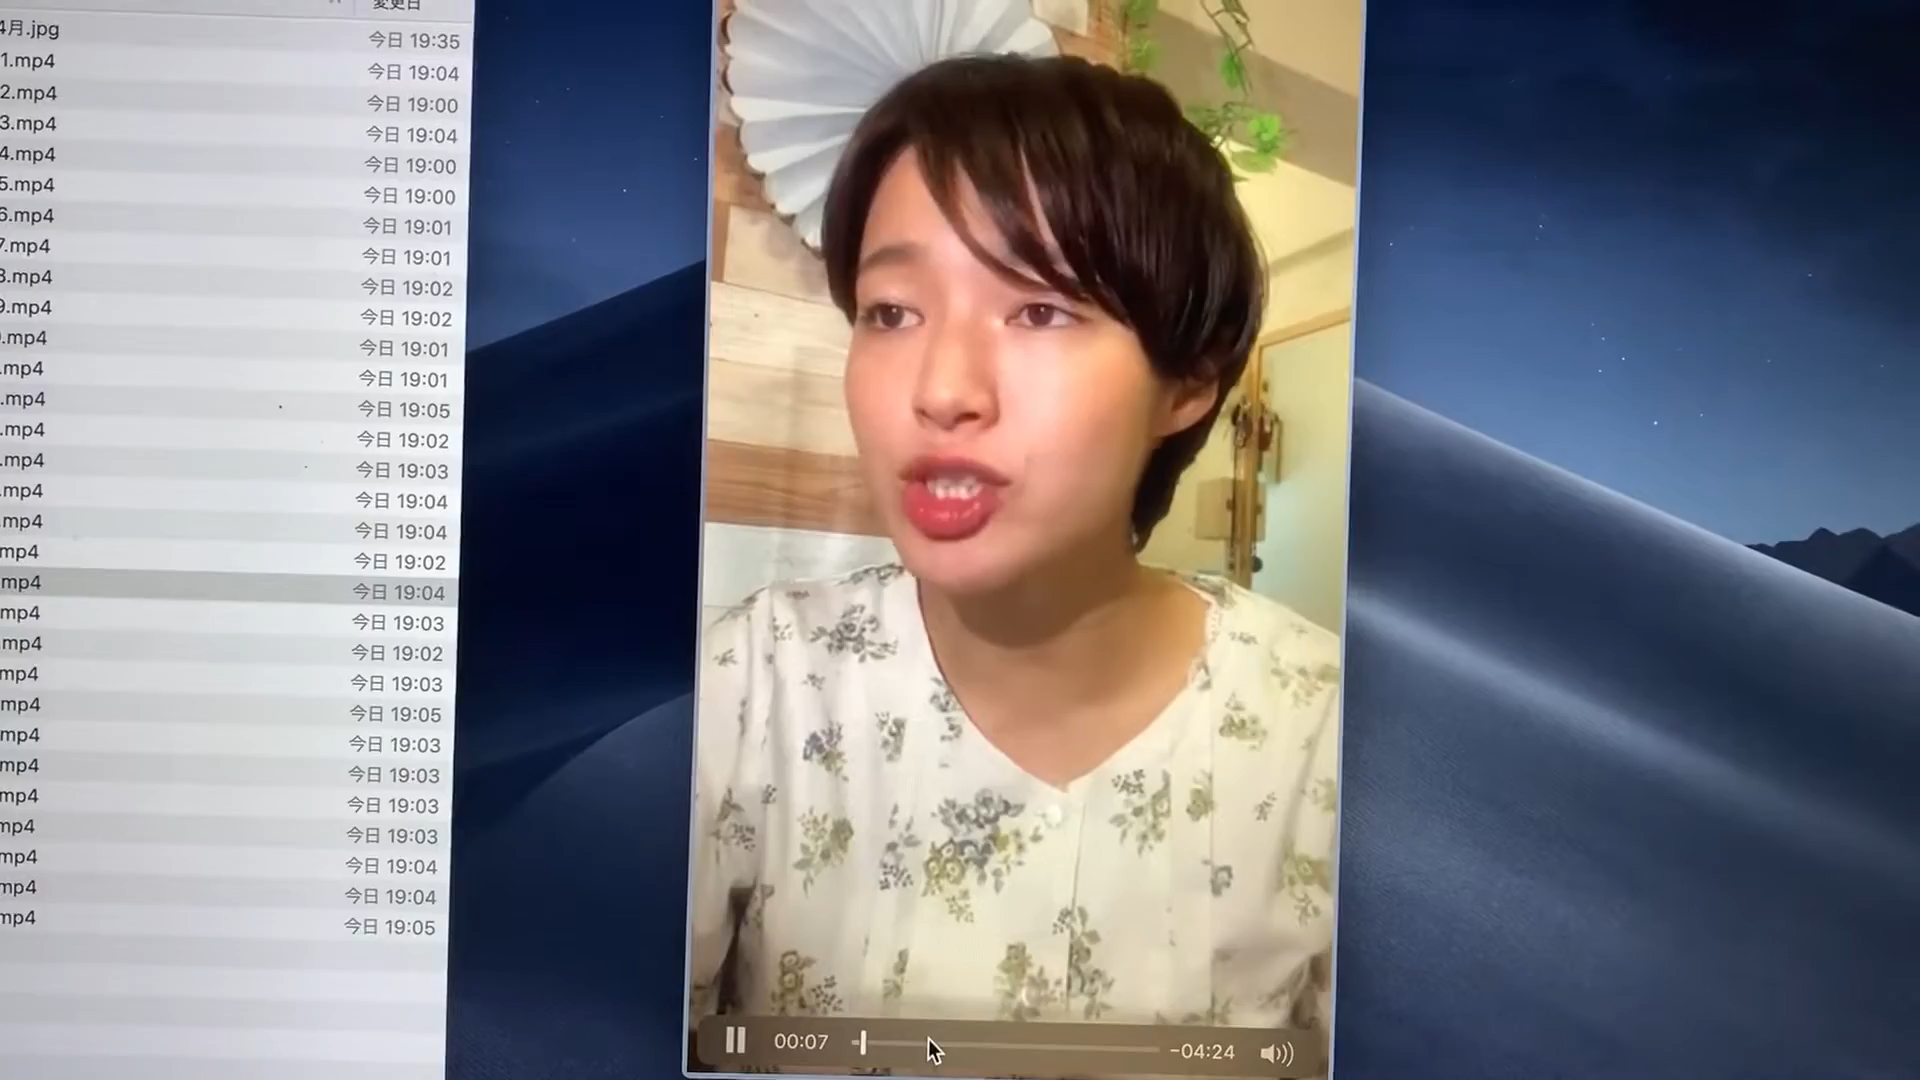 変更日
4月.jpg 今日 19:35
1.mp4 今日 19:04
2.mp4 今日 19:00
3.mp4 今日 19:04
4.mp4 今日 19:00
5.mp4 今日 19:00
6.mp4 今日 19:01
7.mp4 今日 19:01
8.mp4 今日 19:02
9.mp4 今日 19:02
.mp4 今日 19:01
.mp4 今日 19:01
.mp4 今日 19:05
.mp4 今日 19:02
.mp4 今日 19:03
.mp4 今日 19:04
.mp4 今日 19:04
mp4 今日 19:02
mp4 今日 19:04
mp4 今日 19:03
.mp4 今日 19:02
mp4 今日 19:03
mp4 今日 19:05
mp4 今日 19:03
mp4 今日 19:03
mp4 今日 19:03
mp4 今日 19:03
mp4 今日 19:04
mp4 今日 19:04
mp4 今日 19:05
00:07 -04:24